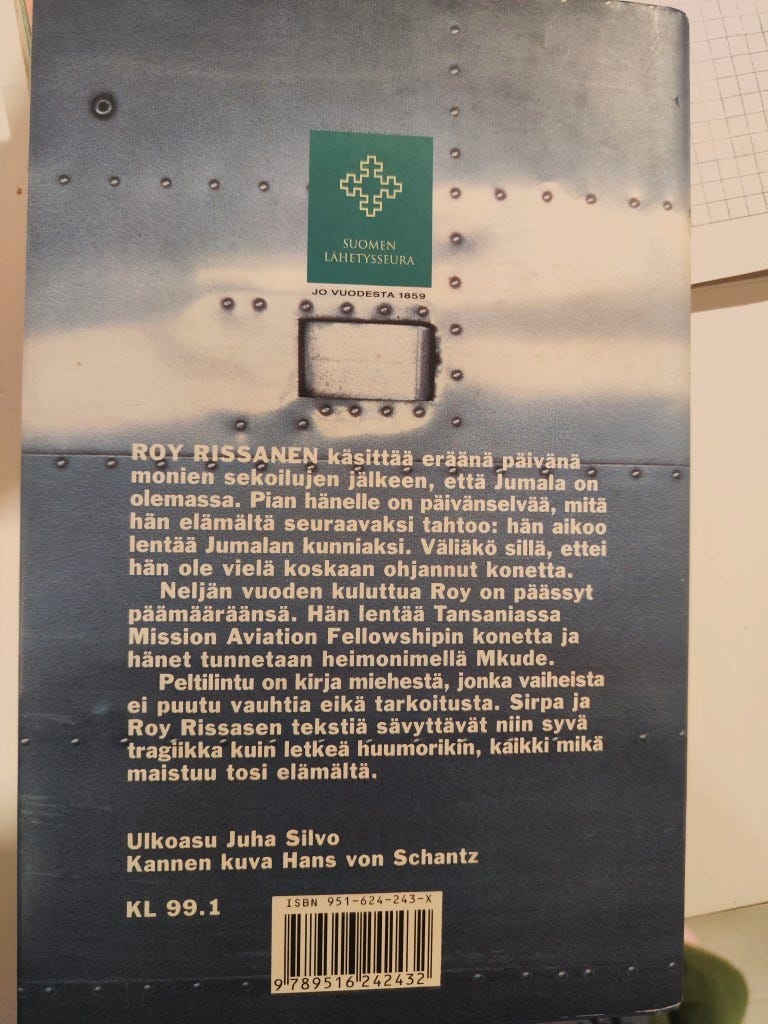 SUOMEN
LÄHETYSSEURA
JO VUODESTA 1859
ROY RISSANEN käsittää eräänä päivänä
monien sekoilujen jälkeen, että Jumala on
olemassa. Pian hänelle on päivänselvää, mitä
hän elämältä seuraavaksi tahtoo: hän aikoo
lentää Jumalan kunniaksi. Väliäkö sillä, ettei
hän ole vielä koskaan ohjannut konetta.
Neljän vuoden kuluttua Roy on päässyt
päämääräänsä. Hän lentää Tansaniassa
Mission Aviation Fellowshipin konetta ja
hänet tunnetaan heimonimellä Mkude.
Peltilintu on kirja miehestä, jonka vaiheista
ei puutu vauhtia eikä tarkoitusta. Sirpa ja
Roy Rissasen tekstiä sävyttävät niin syvä
tragiikka kuin letkeä huumorikin, kaikki mikä
maistuu tosi elämältä.
Ulkoasu Juha Silvo
Kannen kuva Hans von Schantz
KL 99.1
ISBN 951-624-243-X
9 789516 242432